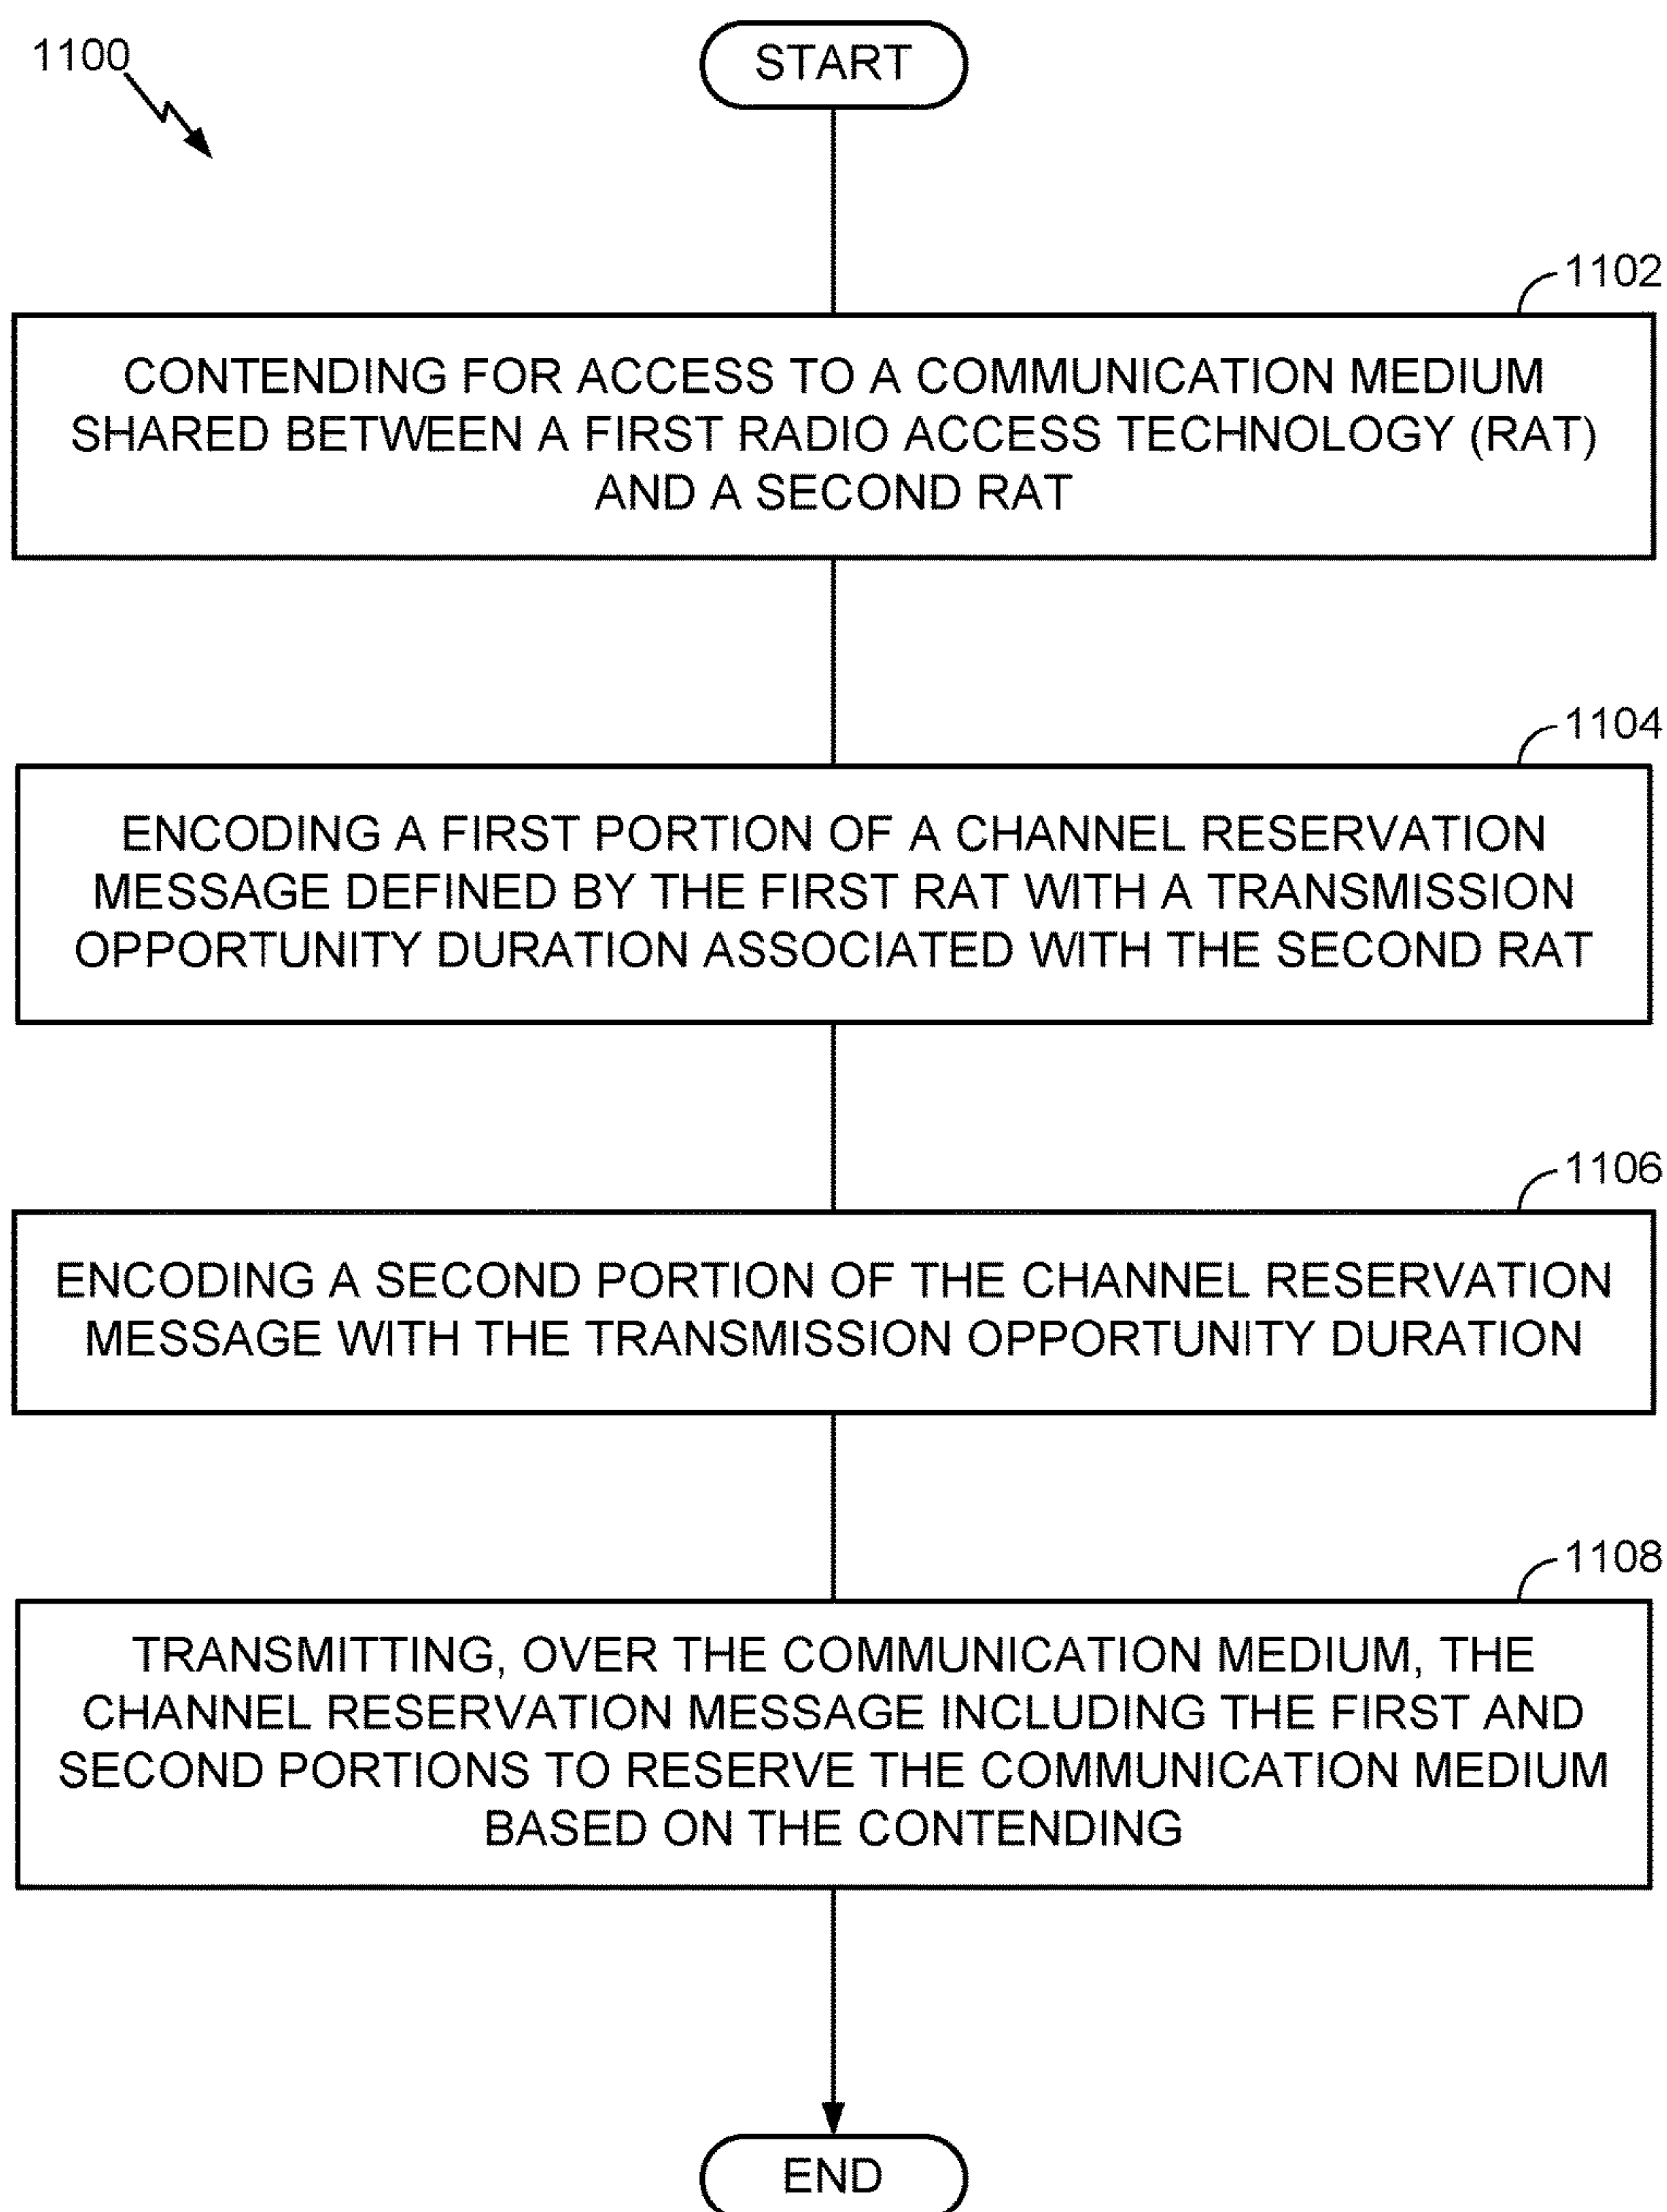 1100
START
1102
CONTENDING FOR ACCESS TO A COMMUNICATION MEDIUM
SHARED BETWEEN A FIRST RADIO ACCESS TECHNOLOGY (RAT)
AND A SECOND RAT
1104
ENCODING A FIRST PORTION OF A CHANNEL RESERVATION
MESSAGE DEFINED BY THE FIRST RAT WITH A TRANSMISSION
OPPORTUNITY DURATION ASSOCIATED WITH THE SECOND RAT
1106
ENCODING A SECOND PORTION OF THE CHANNEL RESERVATION
MESSAGE WITH THE TRANSMISSION OPPORTUNITY DURATION
1108
TRANSMITTING, OVER THE COMMUNICATION MEDIUM, THE
CHANNEL RESERVATION MESSAGE INCLUDING THE FIRST AND
SECOND PORTIONS TO RESERVE THE COMMUNICATION MEDIUM
BASED ON THE CONTENDING
END